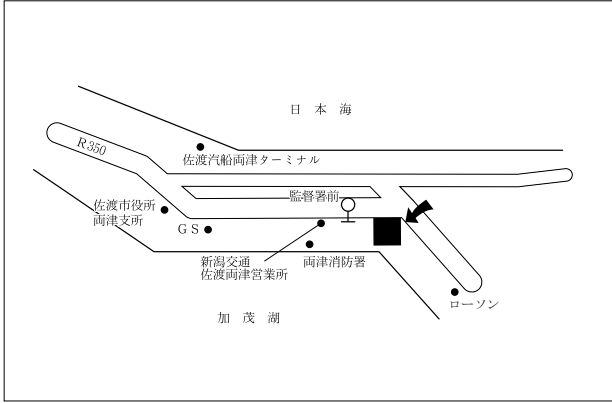 日本海
R350
佐渡汽船両津ターミナル
監督署前
佐渡市役所
両津支所
GS
新潟交通
佐渡両津営業所
両津消防署
ローソン
加茂湖